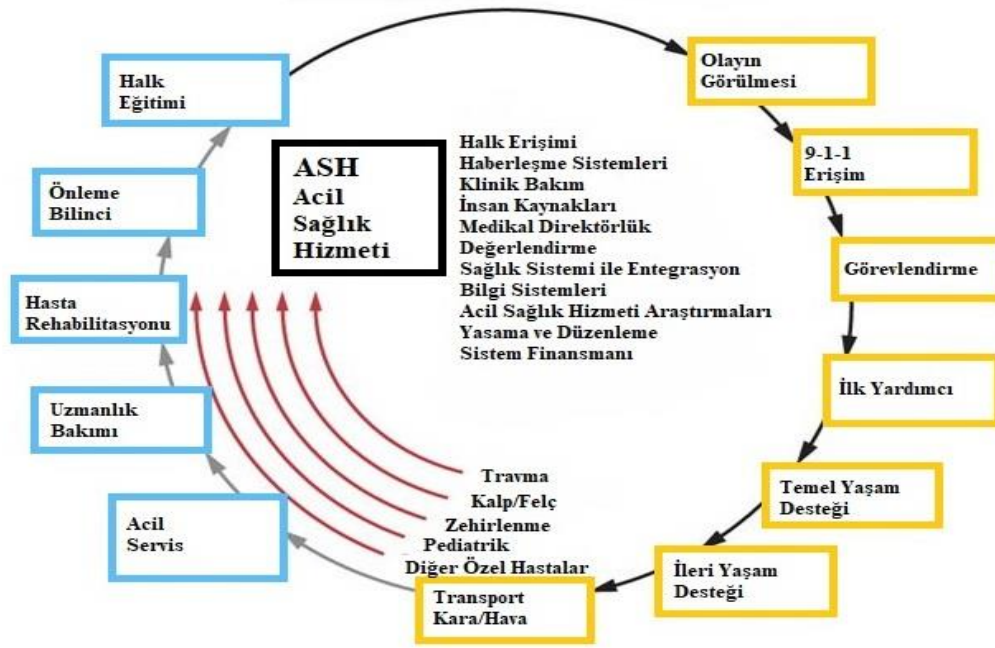 Halk
Eğitimi
Olayın
Görülmesi
ASH
Acil
Sağlık
Hizmeti
Halk Erişimi
Haberleşme Sistemleri
Klinik Bakım
İnsan Kaynakları
Medikal Direktörlük
Değerlendirme
Sağlık Sistemi ile Entegrasyon
Bilgi Sistemleri
Acil Sağlık Hizmeti Araştırmaları
Yasama ve Düzenleme
Sistem Finansmanı
9-1-1
Erişim
Görevlendirme
İlk Yardımcı
Temel Yaşam
Desteği
İleri Yaşam
Desteği
Travma
Kalp/Felç
Zehirlenme
Pediatrik
Diğer Özel Hastalar
Transport
Kara/Hava
Acil
Servis
Uzmanlık
Bakımı
Hasta
Rehabilitasyonu
Önleme
Bilinci